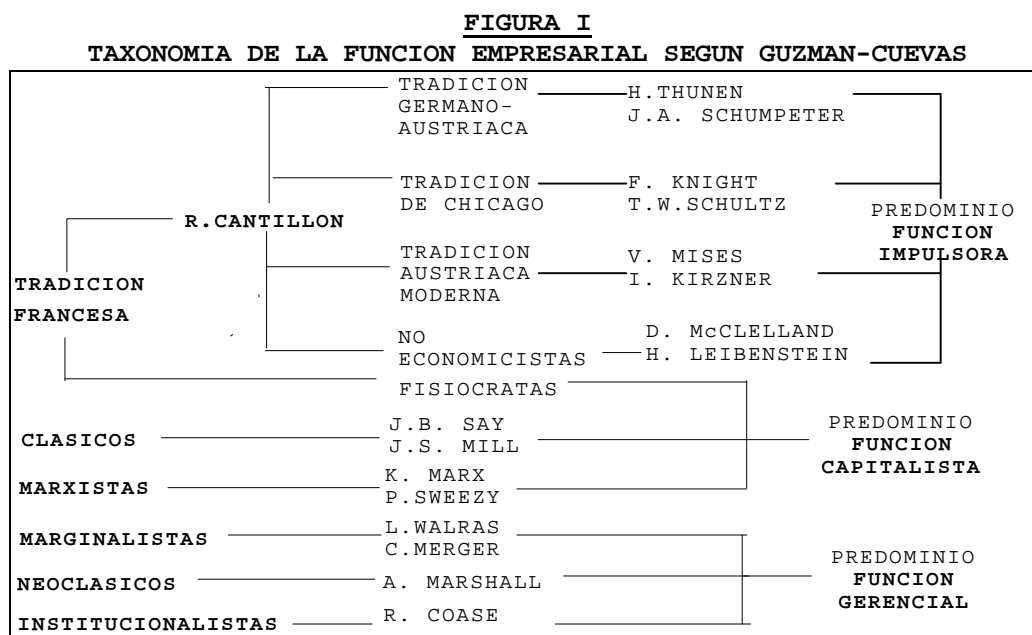 FIGURA I
TAXONOMIA DE LA FUNCION EMPRESARIAL SEGUN GUZMAN-CUEVAS
TRADICION
GERMANO-
AUSTRIACA
H.THUNEN
J.A. SCHUMPETER
TRADICION
DE CHICAGO
F. KNIGHT
T.W.SCHULTZ
R.CANTILLON
PREDOMINIO
FUNCION
IMPULSORA
TRADICION
AUSTRIACA
MODERNA
V. MISES
I. KIRZNER
TRADICION
FRANCESA
NO
ECONOMICISTAS
D. McCLELLAND
H. LEIBENSTEIN
FISIOCRATAS
CLASICOS
J.B. SAY
J.S. MILL
PREDOMINIO
FUNCION
CAPITALISTA
MARXISTAS
K. MARX
P.SWEEZY
MARGINALISTAS
L.WALRAS
C.MERGER
NEOCLASICOS
A. MARSHALL
PREDOMINIO
FUNCION
GERENCIAL
INSTITUCIONALISTAS
R. COASE